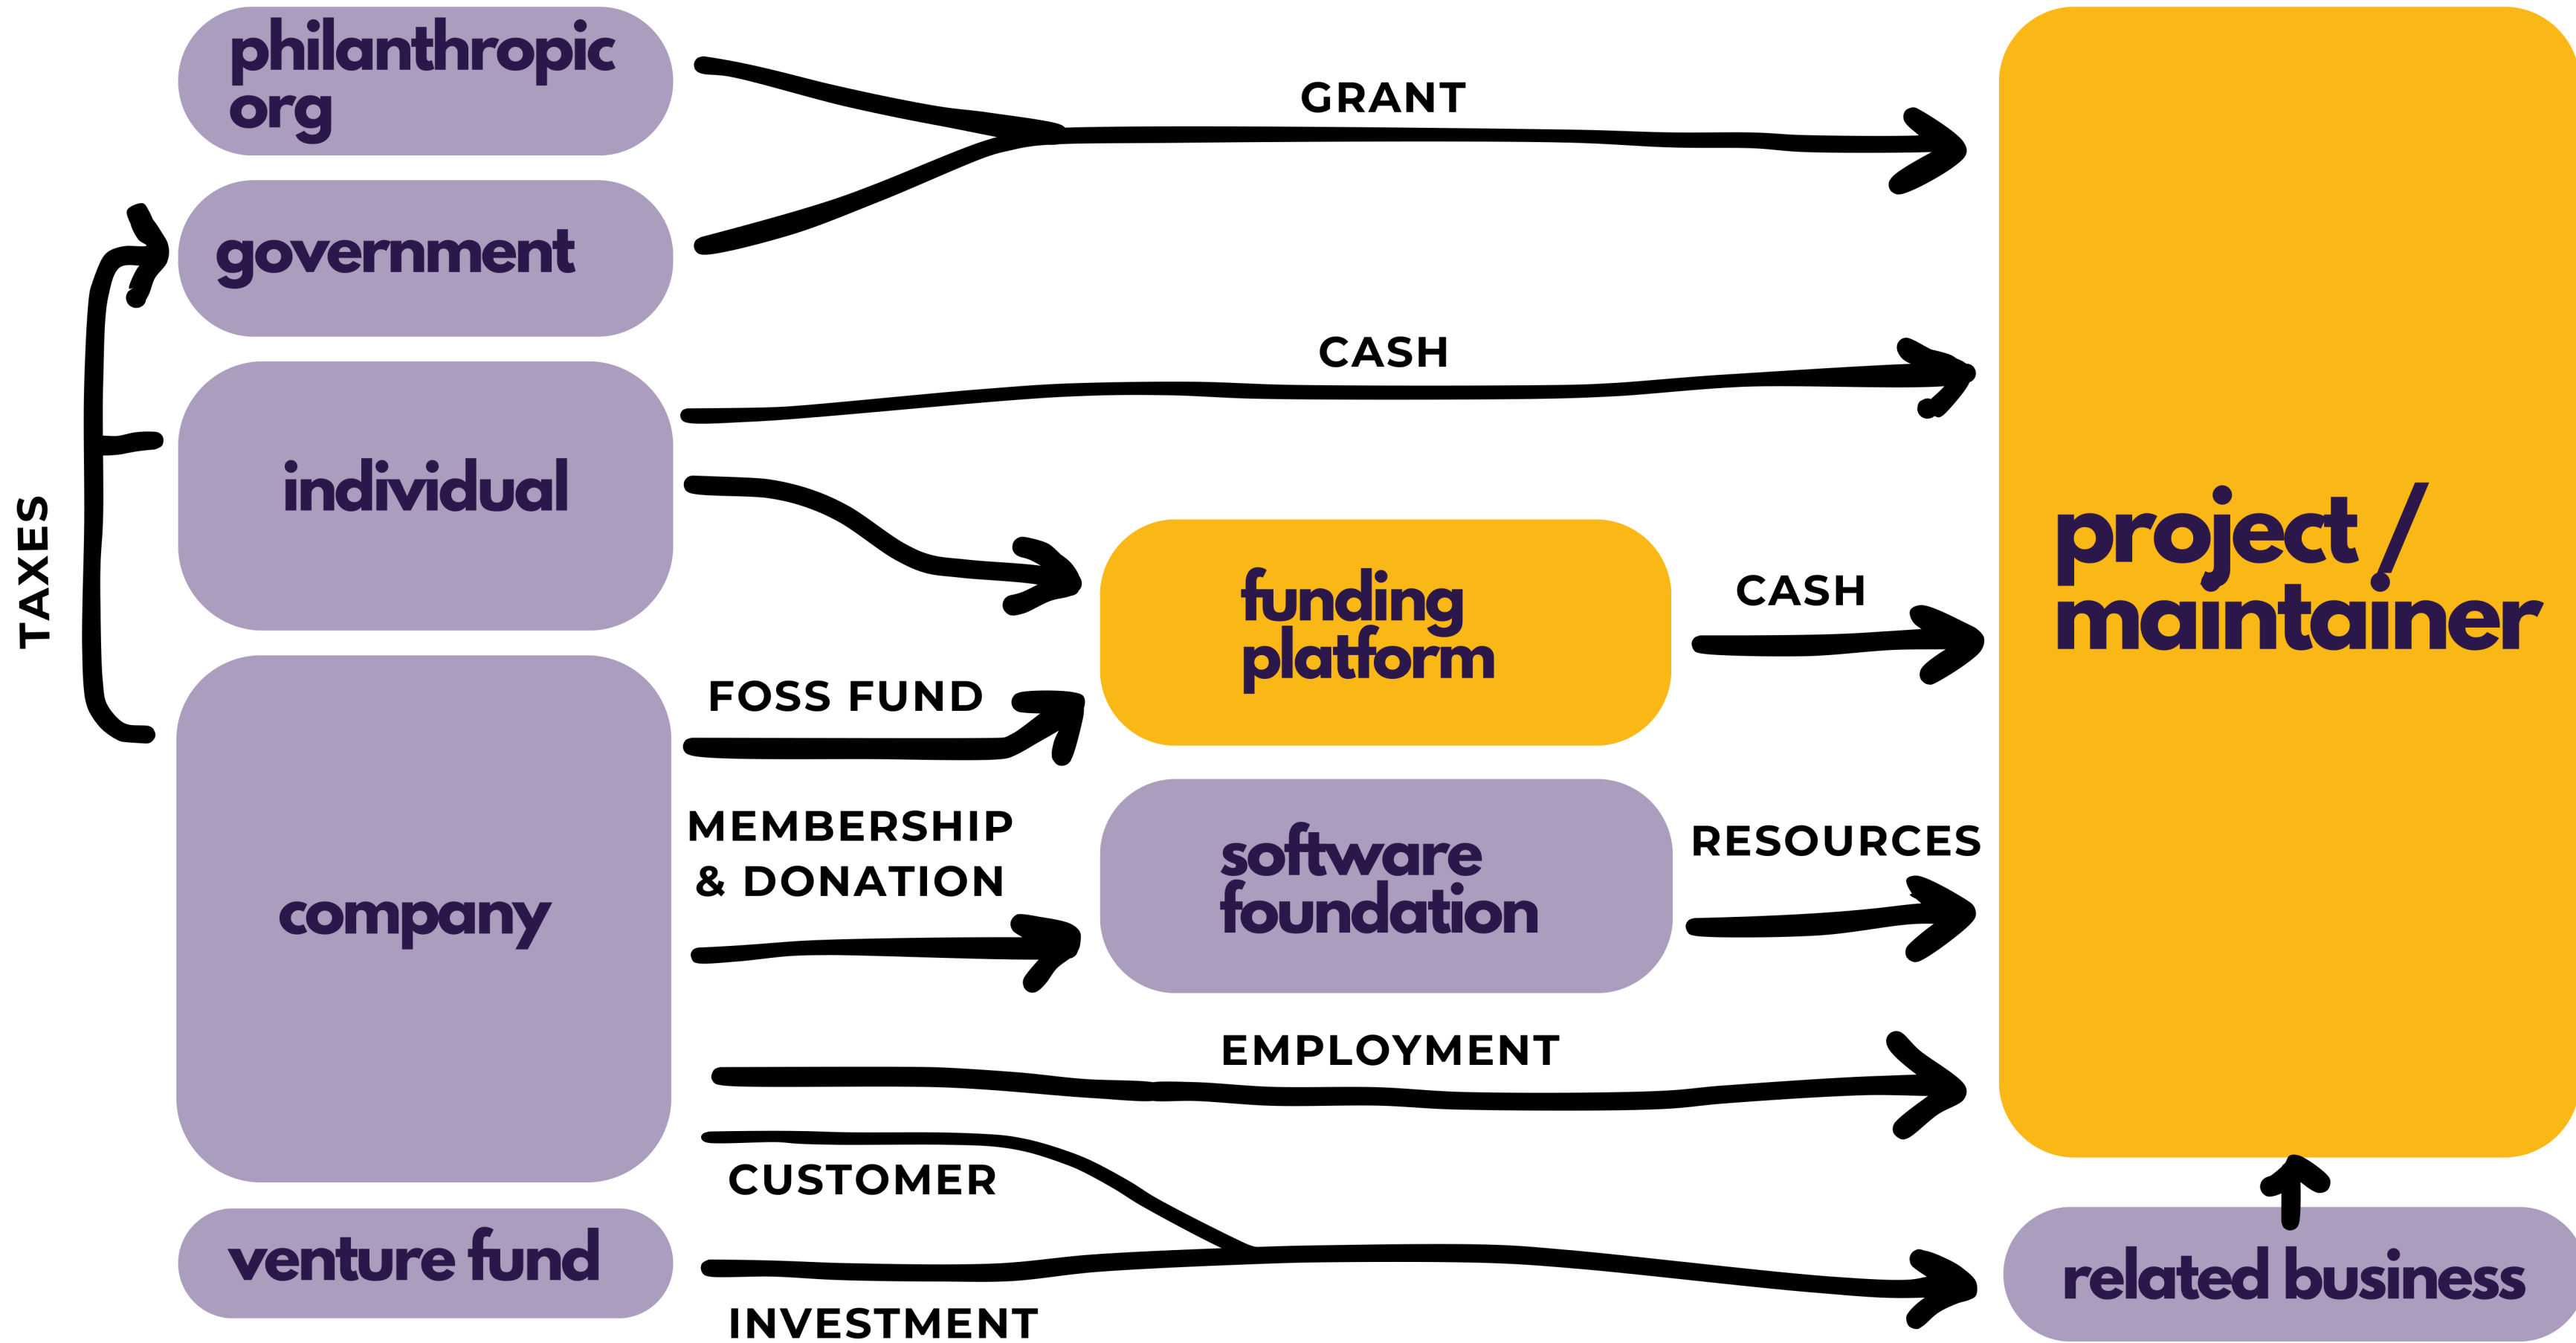 philanthropic
org
GRANT
government
CASH
individual
TAXES
funding
platform
CASH
project /
maintainer
FOSS FUND
MEMBERSHIP
& DONATION
software
foundation
RESOURCES
company
EMPLOYMENT
CUSTOMER
venture fund
INVESTMENT
related business